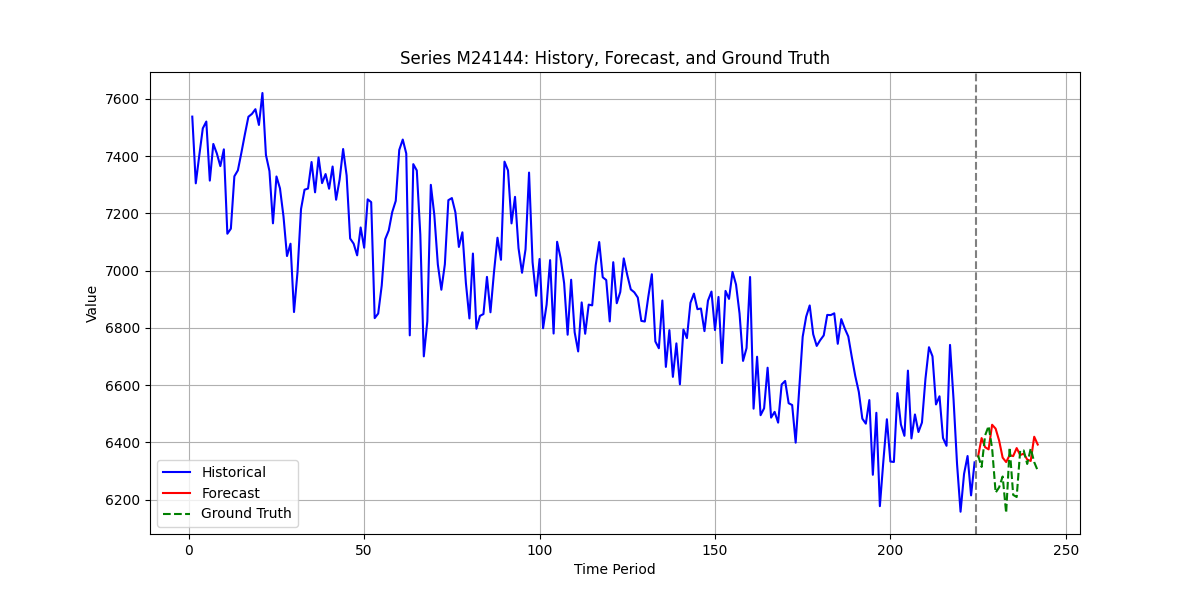 Series M24144: History, Forecast, and Ground Truth
7600
7400
7200
7000
6800
6600
6400
6200
Value
Historical
Forecast
Ground Truth
0 50 100 150 200 250
Time Period